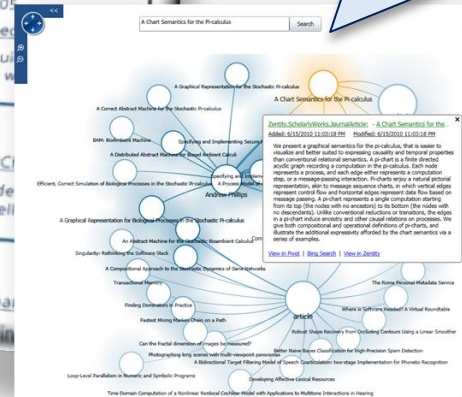 <<
A Chart Semantics for the Pi-calculus
Search
A Graphical Representation for the Stochastic Pi-calculus
A Chart Semantics for the Pi-calculus
A Correct Abstract Machine for the Stochastic Pi-calculus
BAM: BioAmbient Machine
Specifying and Implementing Secure
A Distributed Abstract Machine for Boxed Ambient Calculi
Specifying and Impleme
Efficient, Correct Simulation of Biological Processes in the Stochastic Pi-calculus
A Process Model of
Andrew Phillips
Zentity.ScholarlyWorks.JournalArticle: - A Chart Semantics for the...
Added: 6/15/2010 11:03:18 PM Modified: 6/15/2010 11:03:18 PM
We present a graphical semantics for the pi-calculus, that is easier to
visualize and better suited to expressing causality and temporal properties
than conventional relational semantics. A pi-chart is a finite directed
acyclic graph recording a computation in the pi-calculus. Each node
represents a process, and each edge either represents a computation
step, or a message-passing interaction. Pi-charts enjoy a natural pictorial
representation, akin to message sequence charts, in which vertical edges
represent control flow and horizontal edges represent data flow based on
message passing. A pi-chart represents a single computation starting
from its top (the nodes with no ancestors) to its bottom (the nodes with
no descendants). Unlike conventional reductions or transitions, the edges
in a pi-chart induce ancestry and other causal relations on processes. We
give both compositional and operational definitions of pi-charts, and
illustrate the additional expressivity afforded by the chart semantics via a
series of examples.
View in Pivot | Bing Search | View in Zentity
A Graphical Representation for Biological Processes in the Stochastic Pi-calculus
An Abstract Machine for the Stochastic Bioambient Calculus
Com
Singularity: Rethinking the Software Stack
A Compositional Approach to the Stochastic Dynamics of Gene Networks
Transactional Memory
The Roma Personal Metadata Service
Finding Dominators in Practice
article
Where is Software Headed? A Virtual Roundtable
Fastest Mixing Markov Chain on a Path
Robust Shape Recovery from Occluding Contours Using a Linear Smoother
Can the fractal dimension of images be measured?
Better Naive Bayes Classification for High-Precision Spam Detection
Photographing long scenes with multi-viewpoint panoramas
A Bidirectional Target Filtering Model of Speech Coarticulation: two-stage Implementation for Phonetic Recognition
Loop-Level Parallelism in Numeric and Symbolic Programs
Developing Affective Lexical Resources
Time-Domain Computation of a Nonlinear Nonlocal Cochlear Model with Applications to Multitone Interactions in Hearing